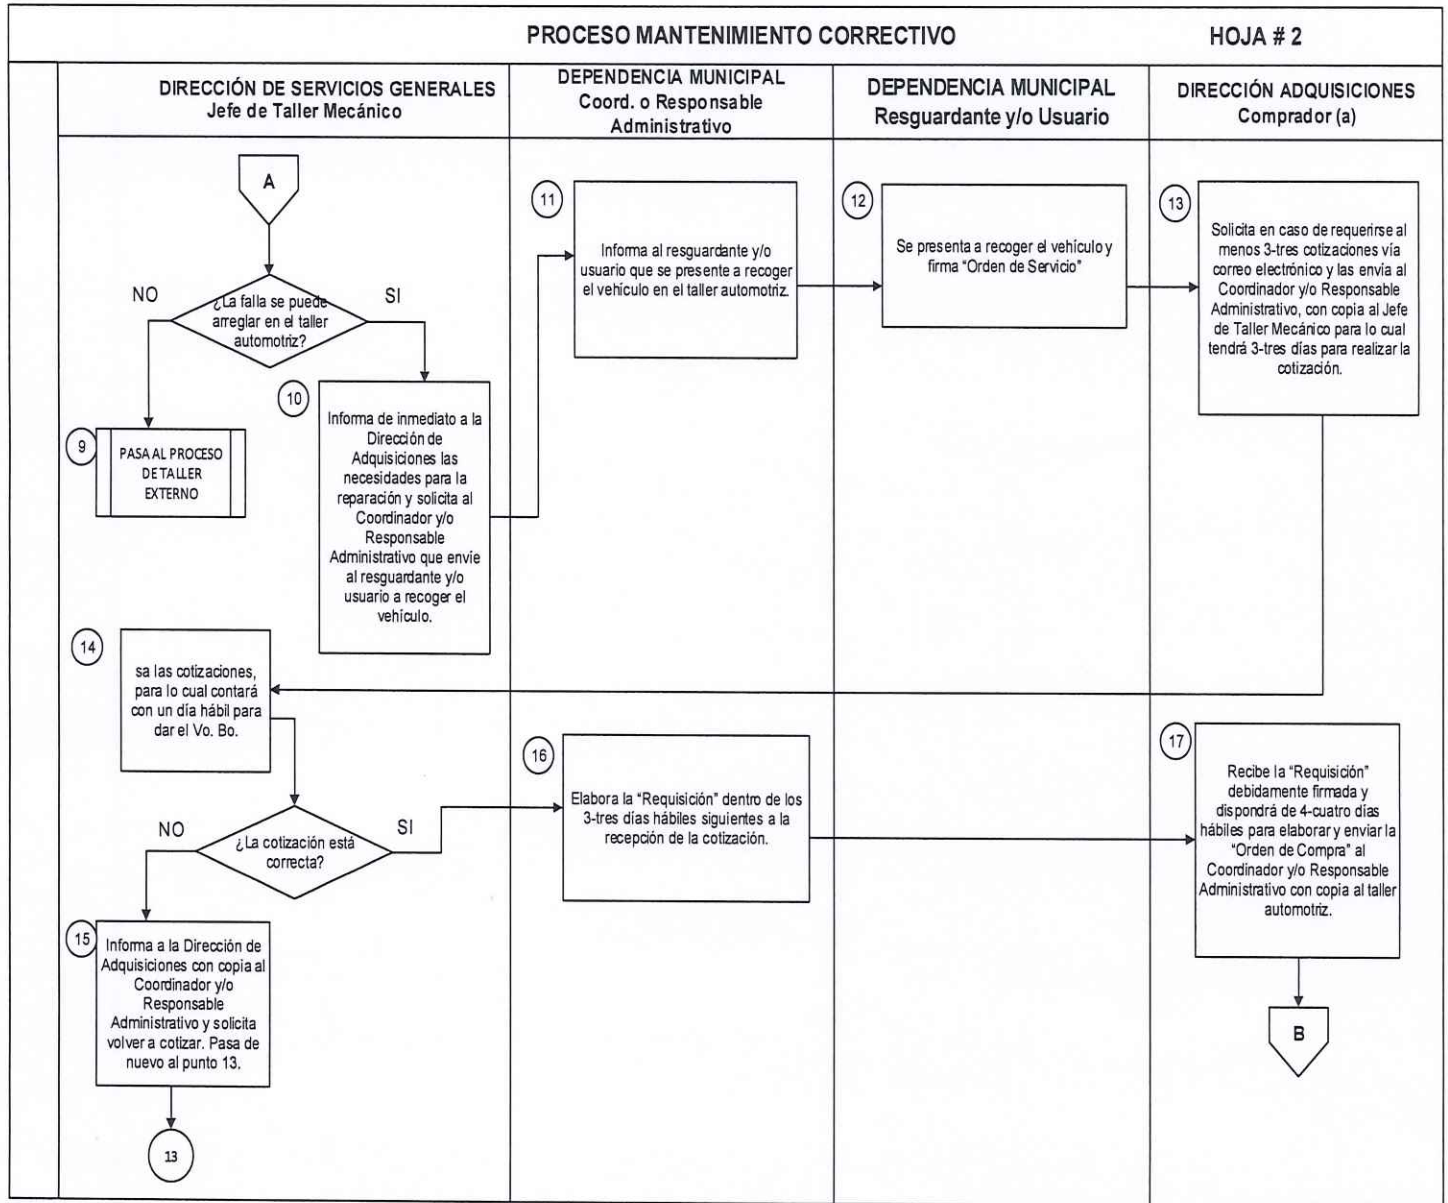 PROCESO MANTENIMIENTO CORRECTIVO
HOJA # 2
DIRECCIÓN DE SERVICIOS GENERALES
Jefe de Taller Mecánico
DEPENDENCIA MUNICIPAL
Coord. o Responsable
Administrativo
DEPENDENCIA MUNICIPAL
Resguardante y/o Usuario
DIRECCIÓN ADQUISICIONES
Comprador (a)
A
¿La falla se puede
arreglar en el taller
automotriz?
NO
SI
9
PASA AL PROCESO
DE TALLER
EXTERNO
10
Informa de inmediato a la
Dirección de
Adquisiciones las
necesidades para la
reparación y solicita al
Coordinador y/o
Responsable
Administrativo que envíe
al resguardante y/o
usuario a recoger el
vehículo.
11
Informa al resguardante y/o
usuario que se presente a recoger
el vehículo en el taller automotriz.
12
Se presenta a recoger el vehículo y
firma "Orden de Servicio"
13
Solicita en caso de requerirse al
menos 3-tres cotizaciones vía
correo electrónico y las envía al
Coordinador y/o Responsable
Administrativo, con copia al Jefe
de Taller Mecánico para lo cual
tendrá 3-tres días para realizar la
cotización.
14
sa las cotizaciones,
para lo cual contará
con un día hábil para
dar el Vo. Bo.
¿La cotización está
correcta?
NO
SI
15
Informa a la Dirección de
Adquisiciones con copia al
Coordinador y/o
Responsable
Administrativo y solicita
volver a cotizar. Pasa de
nuevo al punto 13.
13
16
Elabora la "Requisición" dentro de los
3-tres días hábiles siguientes a la
recepción de la cotización.
17
Recibe la "Requisición"
debidamente firmada y
dispondrá de 4-cuatro días
hábiles para elaborar y enviar la
"Orden de Compra" al
Coordinador y/o Responsable
Administrativo con copia al taller
automotriz.
B